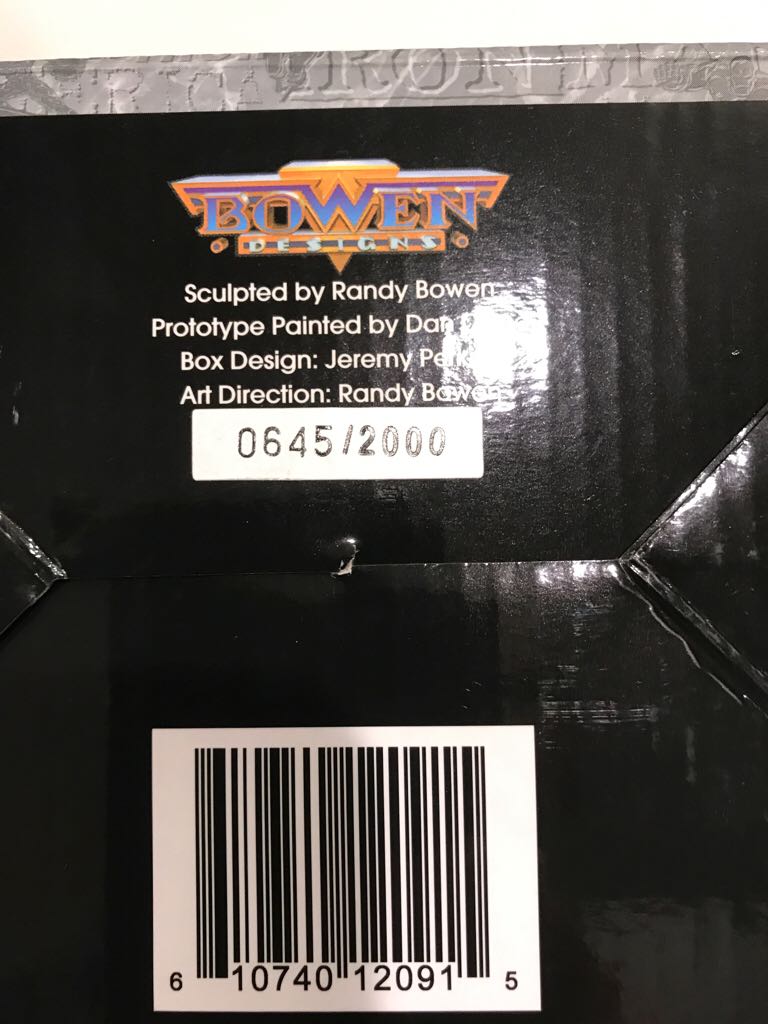 BOWEN
DESIGNS
Sculpted by Randy Bowen
Prototype Painted by Dan
Box Design: Jeremy
Art Direction: Randy Bowen
0645/2000
6 10740 12091 5